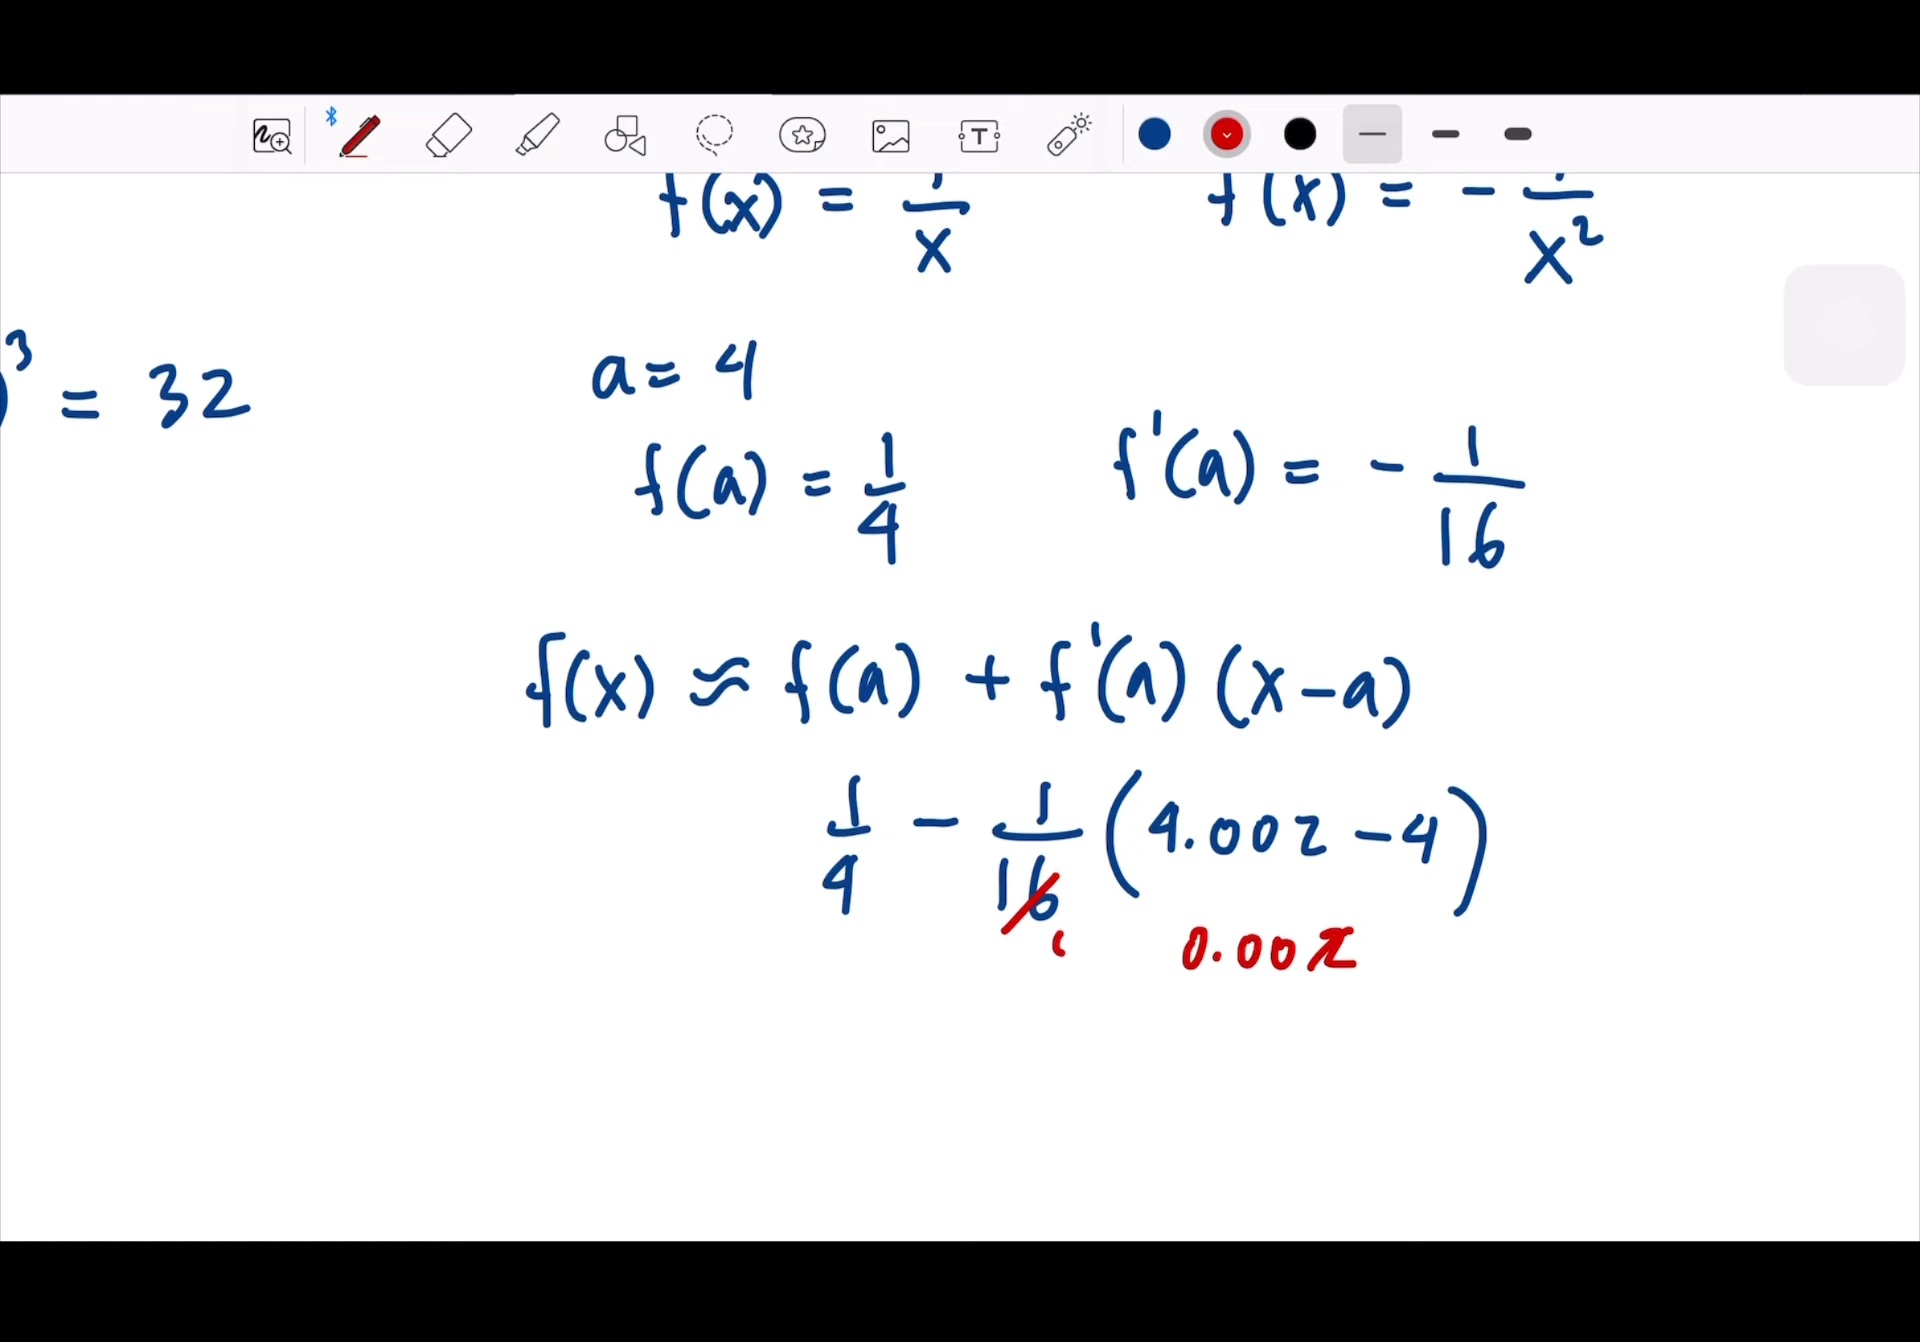 f(x) = 1/x    f(x) = - 1/x²
)³ = 32
a = 4
f(a) = 1/4    f'(a) = - 1/16
f(x) ≈ f(a) + f'(a) (x-a)
1/4 - 1/16 (4.002 - 4)
0.002